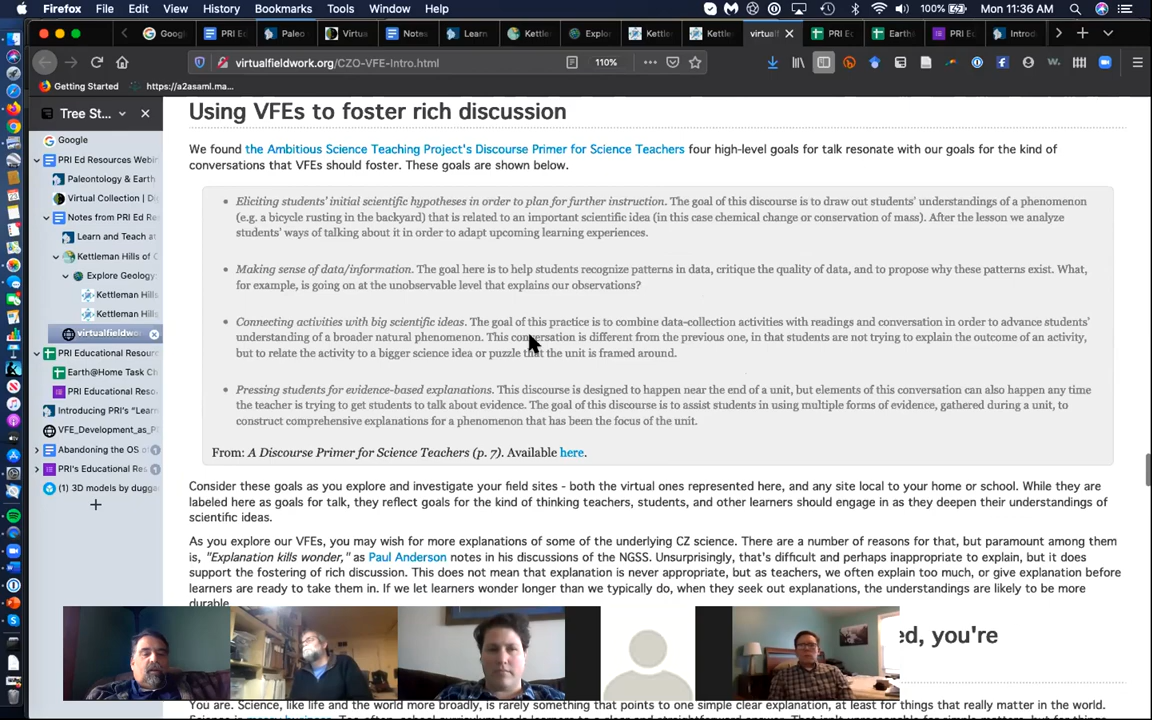 Firefox File Edit View History Bookmarks Tools Window Help 100% Mon 11:36 AM
Google PRI Ed Paleo Virtua Notes Learn Kettle Explor Kettle Kettle virtualf PRI Ec Earth PRI Ec Introd
virtualfieldwork.org/CZO-VFE-Intro.html 110%
Getting Started https://a2asaml.ma...
Tree St...
Google
PRI Ed Resources Webin
Paleontology & Earth
Virtual Collection | Di
Notes from PRI Ed Re
Learn and Teach at
Kettleman Hills of
Explore Geology
Kettleman Hills
Kettleman Hills
virtualfieldwo
PRI Educational Resour
Earth@Home Task Ch
PRI Educational Reso
Introducing PRI's "Lear
VFE_Development_as_P
Abandoning the OS o 1
PRI's Educational Res 1
(1) 3D models by dugga
Using VFEs to foster rich discussion
We found the Ambitious Science Teaching Project's Discourse Primer for Science Teachers four high-level goals for talk resonate with our goals for the kind of
conversations that VFEs should foster. These goals are shown below.
• Eliciting students' initial scientific hypotheses in order to plan for further instruction. The goal of this discourse is to draw out students' understandings of a phenomenon
(e.g. a bicycle rusting in the backyard) that is related to an important scientific idea (in this case chemical change or conservation of mass). After the lesson we analyze
students' ways of talking about it in order to adapt upcoming learning experiences.
• Making sense of data/information. The goal here is to help students recognize patterns in data, critique the quality of data, and to propose why these patterns exist. What,
for example, is going on at the unobservable level that explains our observations?
• Connecting activities with big scientific ideas. The goal of this practice is to combine data-collection activities with readings and conversation in order to advance students'
understanding of a broader natural phenomenon. This conversation is different from the previous one, in that students are not trying to explain the outcome of an activity,
but to relate the activity to a bigger science idea or puzzle that the unit is framed around.
• Pressing students for evidence-based explanations. This discourse is designed to happen near the end of a unit, but elements of this conversation can also happen any time
the teacher is trying to get students to talk about evidence. The goal of this discourse is to assist students in using multiple forms of evidence, gathered during a unit, to
construct comprehensive explanations for a phenomenon that has been the focus of the unit.
From: A Discourse Primer for Science Teachers (p. 7). Available here.
Consider these goals as you explore and investigate your field sites - both the virtual ones represented here, and any site local to your home or school. While they are
labeled here as goals for talk, they reflect goals for the kind of thinking teachers, students, and other learners should engage in as they deepen their understandings of
scientific ideas.
As you explore our VFEs, you may wish for more explanations of some of the underlying CZ science. There are a number of reasons for that, but paramount among them
is, "Explanation kills wonder," as Paul Anderson notes in his discussions of the NGSS. Unsurprisingly, that's difficult and perhaps inappropriate to explain, but it does
support the fostering of rich discussion. This does not mean that explanation is never appropriate, but as teachers, we often explain too much, or give explanation before
learners are ready to take them in. If we let learners wonder longer than we typically do, when they seek out explanations, the understandings are likely to be more
durable.
ed, you're
You are. Science, like life and the world more broadly, is rarely something that points to one simple clear explanation, at least for things that really matter in the world.